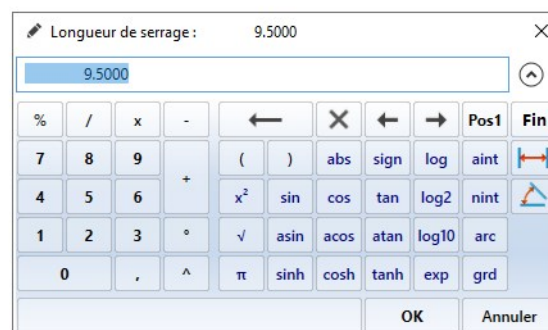 Longueur de serrage : 9.5000
9.5000
% / x - Pos1 Fin
7 8 9 + ( ) abs sign log aint
4 5 6 x² sin cos tan log2 nint
1 2 3 ° √ asin acos atan log10 arc
0 , ^ π sinh cosh tanh exp grd
OK Annuler